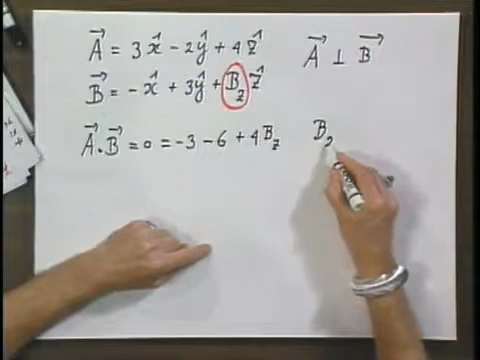 A⃗ = 3x̂ − 2ŷ + 4ẑ
A⃗ ⊥ B⃗
B⃗ = −x̂ + 3ŷ + B_z ẑ
A⃗ · B⃗ = 0 = −3 − 6 + 4B_z
B_z